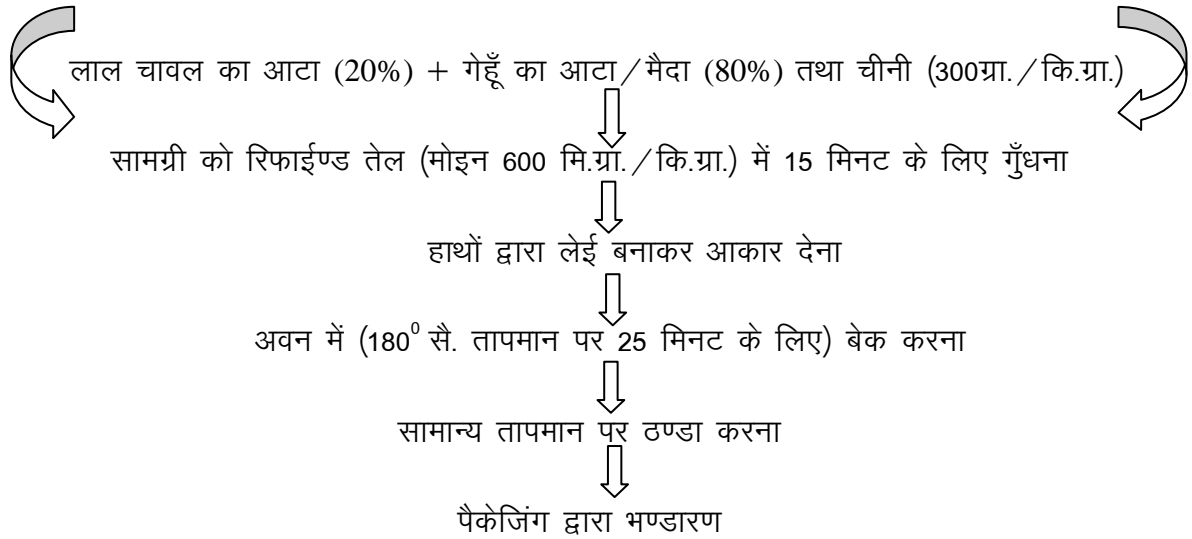 लाल चावल का आटा (20%) + गेहूँ का आटा/मैदा (80%) तथा चीनी (300ग्रा./कि.ग्रा.)
सामग्री को रिफाईण्ड तेल (मोइन 600 मि.ग्रा./कि.ग्रा.) में 15 मिनट के लिए गुँधना
हाथों द्वारा लेई बनाकर आकार देना
अवन में (180⁰ सै. तापमान पर 25 मिनट के लिए) बेक करना
सामान्य तापमान पर ठण्डा करना
पैकेजिंग द्वारा भण्डारण